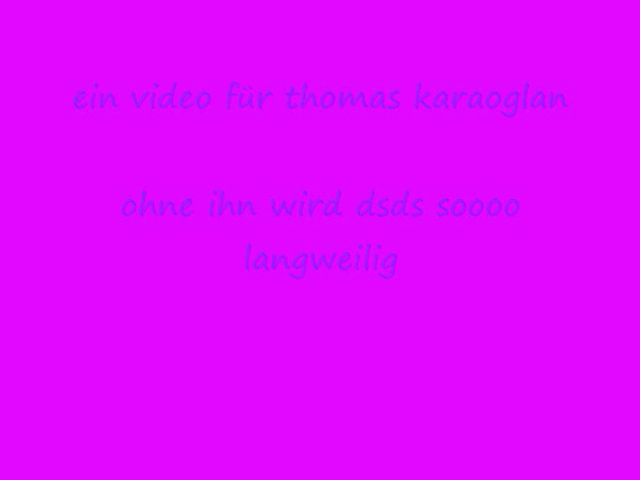 ein video für thomas karaoglan
ohne ihn wird dsds soooo
langweilig